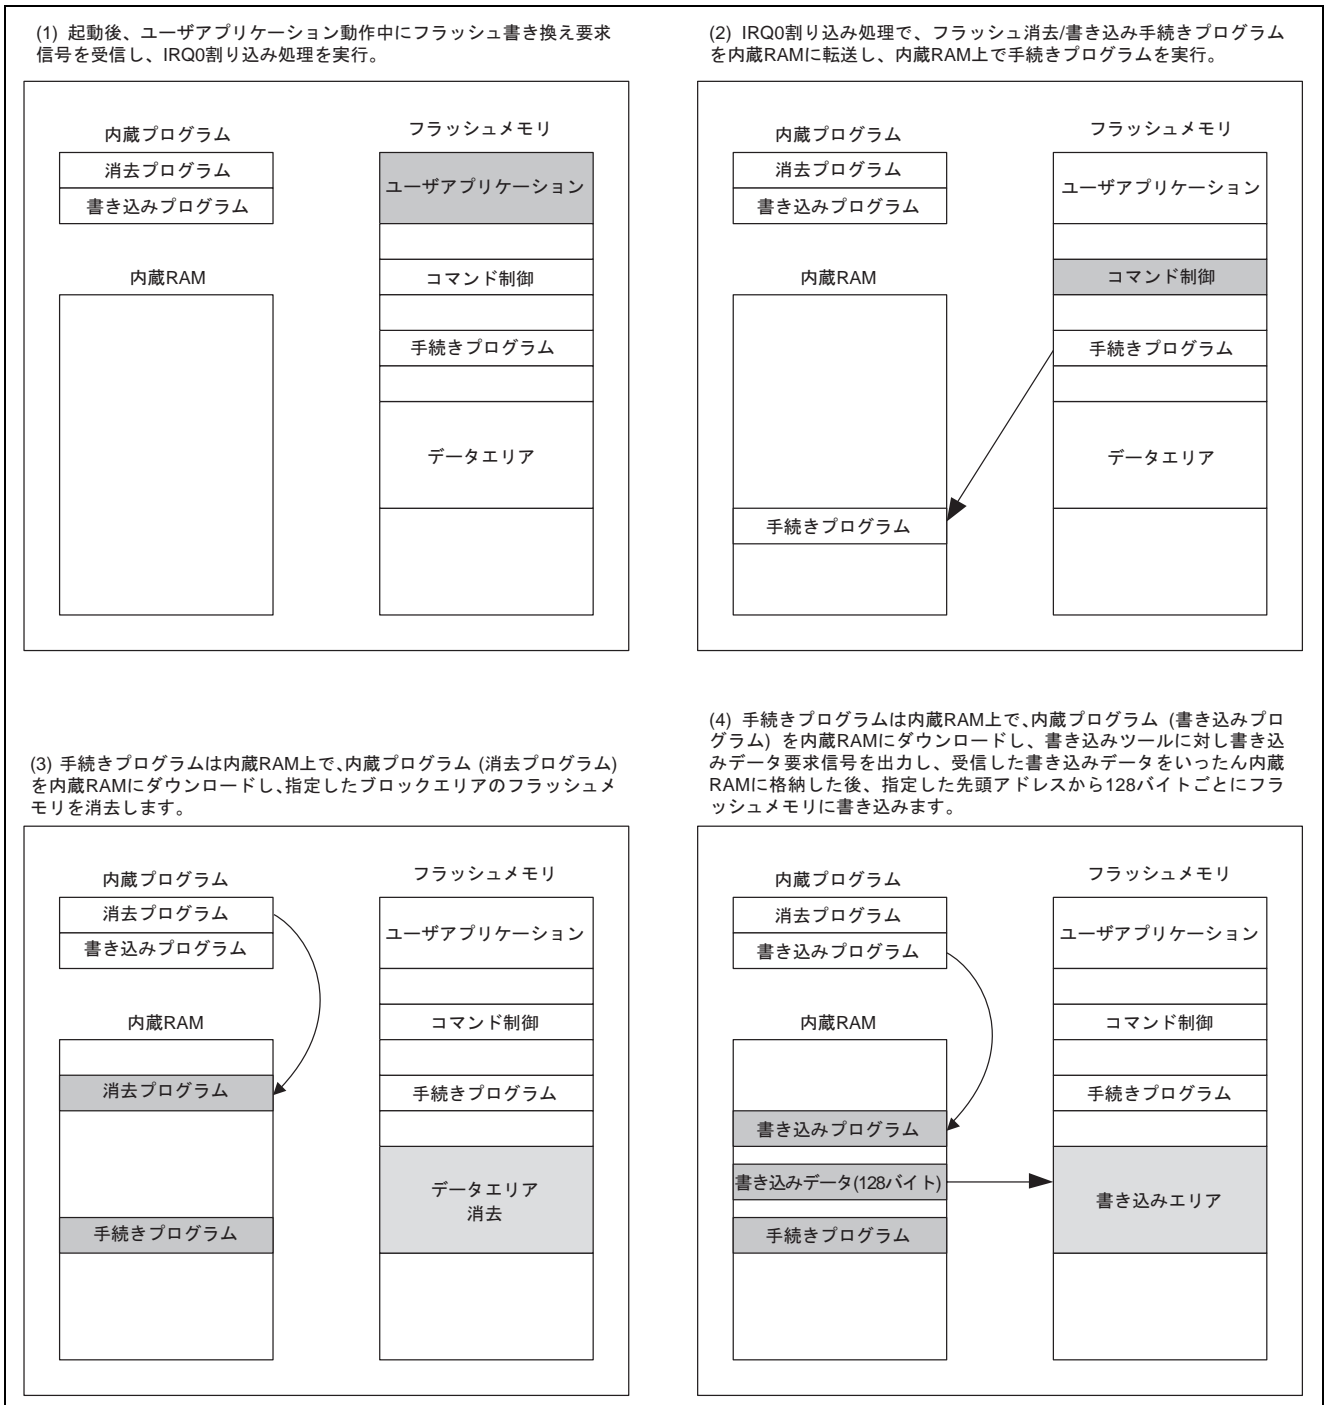 (1) 起動後、ユーザアプリケーション動作中にフラッシュ書き換え要求
信号を受信し、IRQ0割り込み処理を実行。
内蔵プログラム
消去プログラム
書き込みプログラム
内蔵RAM
フラッシュメモリ
ユーザアプリケーション
コマンド制御
手続きプログラム
データエリア
(2) IRQ0割り込み処理で、フラッシュ消去/書き込み手続きプログラム
を内蔵RAMに転送し、内蔵RAM上で手続きプログラムを実行。
内蔵プログラム
消去プログラム
書き込みプログラム
内蔵RAM
手続きプログラム
フラッシュメモリ
ユーザアプリケーション
コマンド制御
手続きプログラム
データエリア
(3) 手続きプログラムは内蔵RAM上で、内蔵プログラム (消去プログラム)
を内蔵RAMにダウンロードし、指定したブロックエリアのフラッシュメ
モリを消去します。
内蔵プログラム
消去プログラム
書き込みプログラム
内蔵RAM
消去プログラム
手続きプログラム
フラッシュメモリ
ユーザアプリケーション
コマンド制御
手続きプログラム
データエリア
消去
(4) 手続きプログラムは内蔵RAM上で、内蔵プログラム (書き込みプロ
グラム) を内蔵RAMにダウンロードし、書き込みツールに対し書き込
みデータ要求信号を出力し、受信した書き込みデータをいったん内蔵
RAMに格納した後、指定した先頭アドレスから128バイトごとにフラ
ッシュメモリに書き込みます。
内蔵プログラム
消去プログラム
書き込みプログラム
内蔵RAM
書き込みプログラム
書き込みデータ(128バイト)
手続きプログラム
フラッシュメモリ
ユーザアプリケーション
コマンド制御
手続きプログラム
書き込みエリア